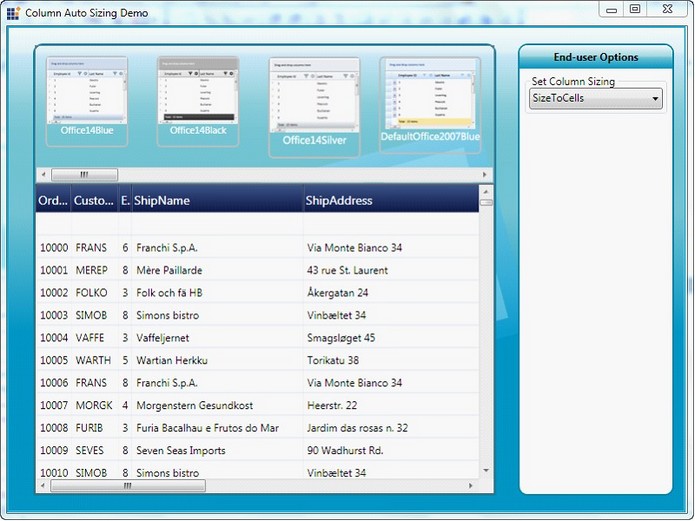 Column Auto Sizing Demo
Office14Blue
Office14Black
Office14Silver
DefaultOffice2007Blue
Ord... Custo... E. ShipName ShipAddress
10000 FRANS 6 Franchi S.p.A. Via Monte Bianco 34
10001 MEREP 8 Mère Paillarde 43 rue St. Laurent
10002 FOLKO 3 Folk och fä HB Åkergatan 24
10003 SIMOB 8 Simons bistro Vinbæltet 34
10004 VAFFE 3 Vaffeljernet Smagsløget 45
10005 WARTH 5 Wartian Herkku Torikatu 38
10006 FRANS 8 Franchi S.p.A. Via Monte Bianco 34
10007 MORGK 4 Morgenstern Gesundkost Heerstr. 22
10008 FURIB 3 Furia Bacalhau e Frutos do Mar Jardim das rosas n. 32
10009 SEVES 8 Seven Seas Imports 90 Wadhurst Rd.
10010 SIMOB 8 Simons bistro Vinbæltet 34
End-user Options
Set Column Sizing
SizeToCells